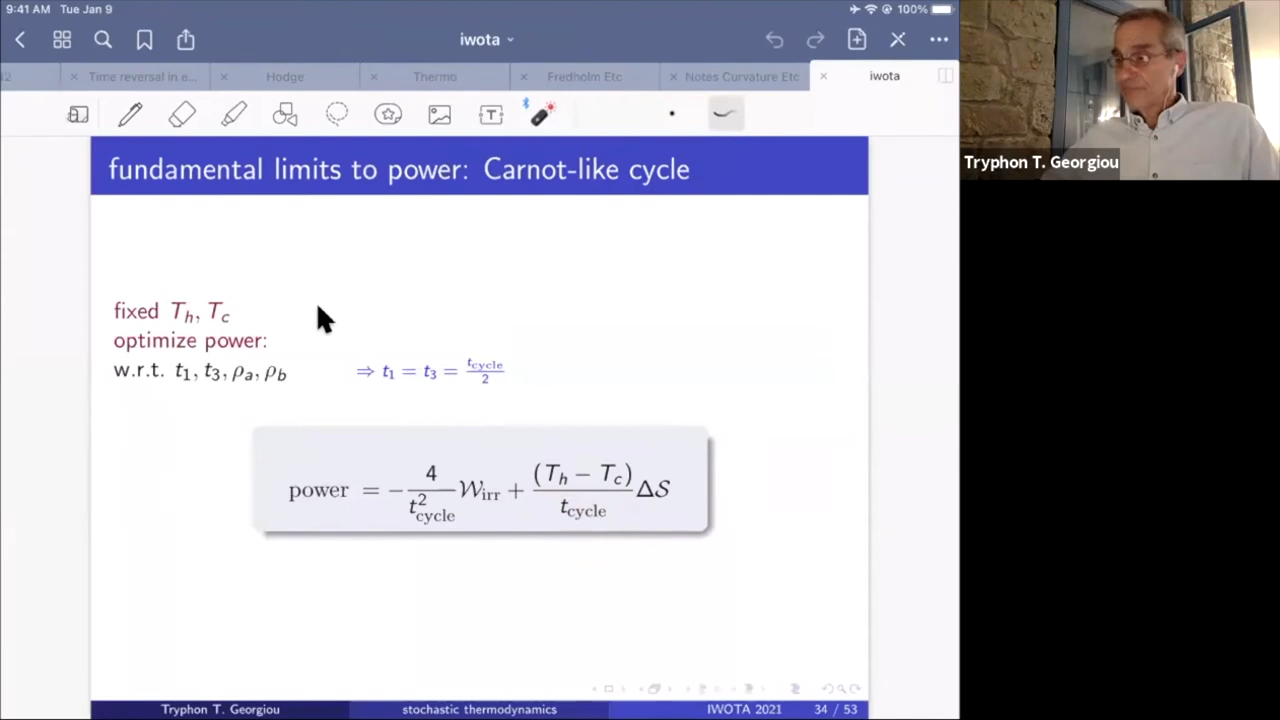 9:41 AM Tue Jan 9
100%
iwota
Time reversal in e...
Hodge
Thermo
Fredholm Etc
Notes Curvature Etc
iwota
T
fundamental limits to power: Carnot-like cycle
fixed T_h, T_c
optimize power:
w.r.t. t_1, t_3, ρ_a, ρ_b ⇒ t_1 = t_3 = t_cycle/2
power = −4/t²_cycle 𝒲_irr + (T_h − T_c)/t_cycle Δ𝒮
Tryphon T. Georgiou
stochastic thermodynamics
IWOTA 2021
34 / 53
Tryphon T. Georgiou